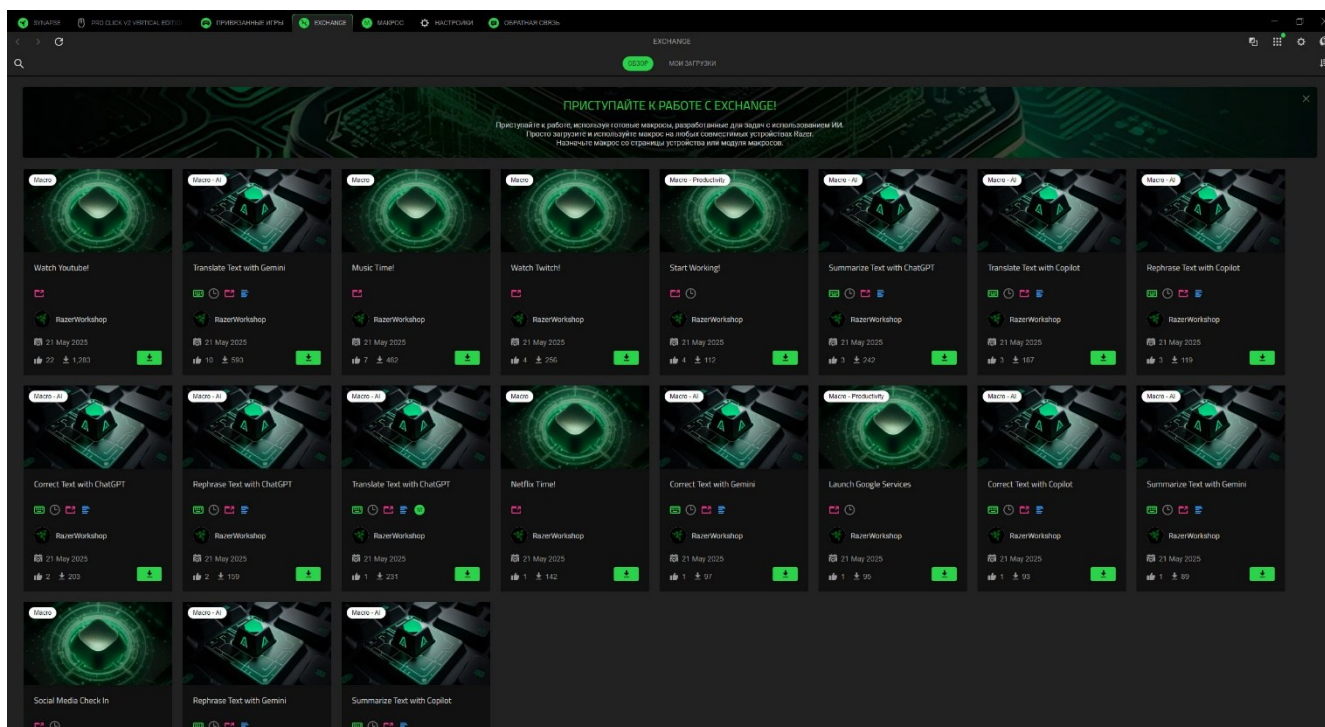 SYNAPSE
PRO CLICK V2 VERTICAL EDITIO
ПРИВЯЗАННЫЕ ИГРЫ
EXCHANGE
МАКРОС
НАСТРОЙКИ
ОБРАТНАЯ СВЯЗЬ
EXCHANGE
ОБЗОР
МОИ ЗАГРУЗКИ
ПРИСТУПАЙТЕ К РАБОТЕ С EXCHANGE!
Приступайте к работе, используя готовые макросы, разработанные для задач с использованием ИИ.
Просто загрузите и используйте макрос на любых совместимых устройствах Razer.
Назначьте макрос со страницы устройства или модуля макросов.
Macro
Watch Youtube!
RazerWorkshop
21 May 2025
22 1,283
Macro - AI
Translate Text with Gemini
RazerWorkshop
21 May 2025
10 593
Macro
Music Time!
RazerWorkshop
21 May 2025
7 462
Macro
Watch Twitch!
RazerWorkshop
21 May 2025
4 256
Macro - Productivity
Start Working!
RazerWorkshop
21 May 2025
4 112
Macro - AI
Summarize Text with ChatGPT
RazerWorkshop
21 May 2025
3 242
Macro - AI
Translate Text with Copilot
RazerWorkshop
21 May 2025
3 187
Macro - AI
Rephrase Text with Copilot
RazerWorkshop
21 May 2025
3 119
Macro - AI
Correct Text with ChatGPT
RazerWorkshop
21 May 2025
2 203
Macro - AI
Rephrase Text with ChatGPT
RazerWorkshop
21 May 2025
2 159
Macro - AI
Translate Text with ChatGPT
RazerWorkshop
21 May 2025
1 231
Macro
Netflix Time!
RazerWorkshop
21 May 2025
1 142
Macro - AI
Correct Text with Gemini
RazerWorkshop
21 May 2025
1 97
Macro - Productivity
Launch Google Services
RazerWorkshop
21 May 2025
1 95
Macro - AI
Correct Text with Copilot
RazerWorkshop
21 May 2025
1 93
Macro - AI
Summarize Text with Gemini
RazerWorkshop
21 May 2025
1 89
Macro
Social Media Check In
Macro - AI
Rephrase Text with Gemini
Macro - AI
Summarize Text with Copilot